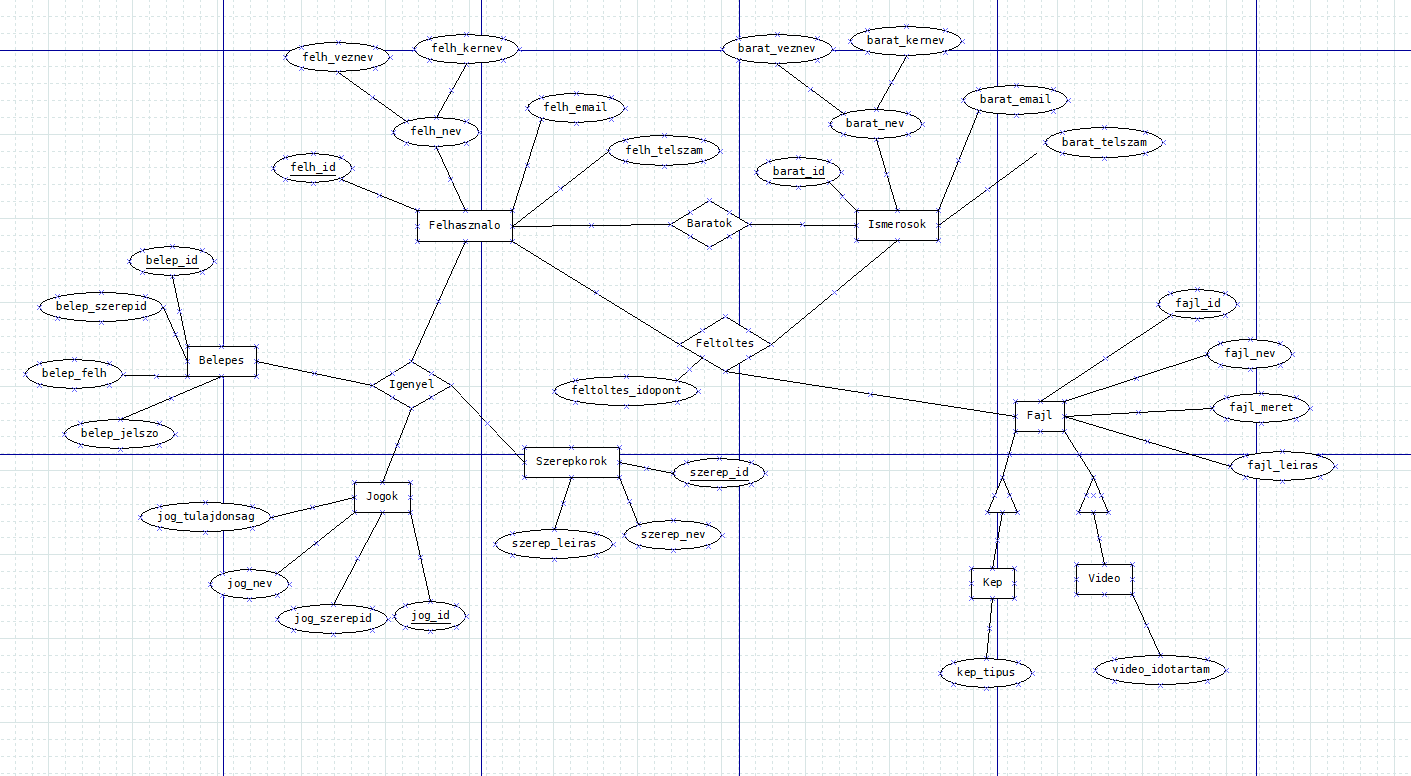 felh_veznev
felh_kernev
barat_veznev
barat_kernev
felh_email
barat_email
felh_nev
barat_nev
felh_telszam
barat_telszam
felh_id
barat_id
Felhasznalo
Baratok
Ismerosok
belep_id
belep_szerepid
fajl_id
Belepes
Feltoltes
fajl_nev
belep_felh
Igenyel
feltoltes_idopont
Fajl
fajl_meret
belep_jelszo
Szerepkorok
szerep_id
fajl_leiras
Jogok
jog_tulajdonsag
szerep_leiras
szerep_nev
jog_nev
Kep
Video
jog_szerepid
jog_id
kep_tipus
video_idotartam